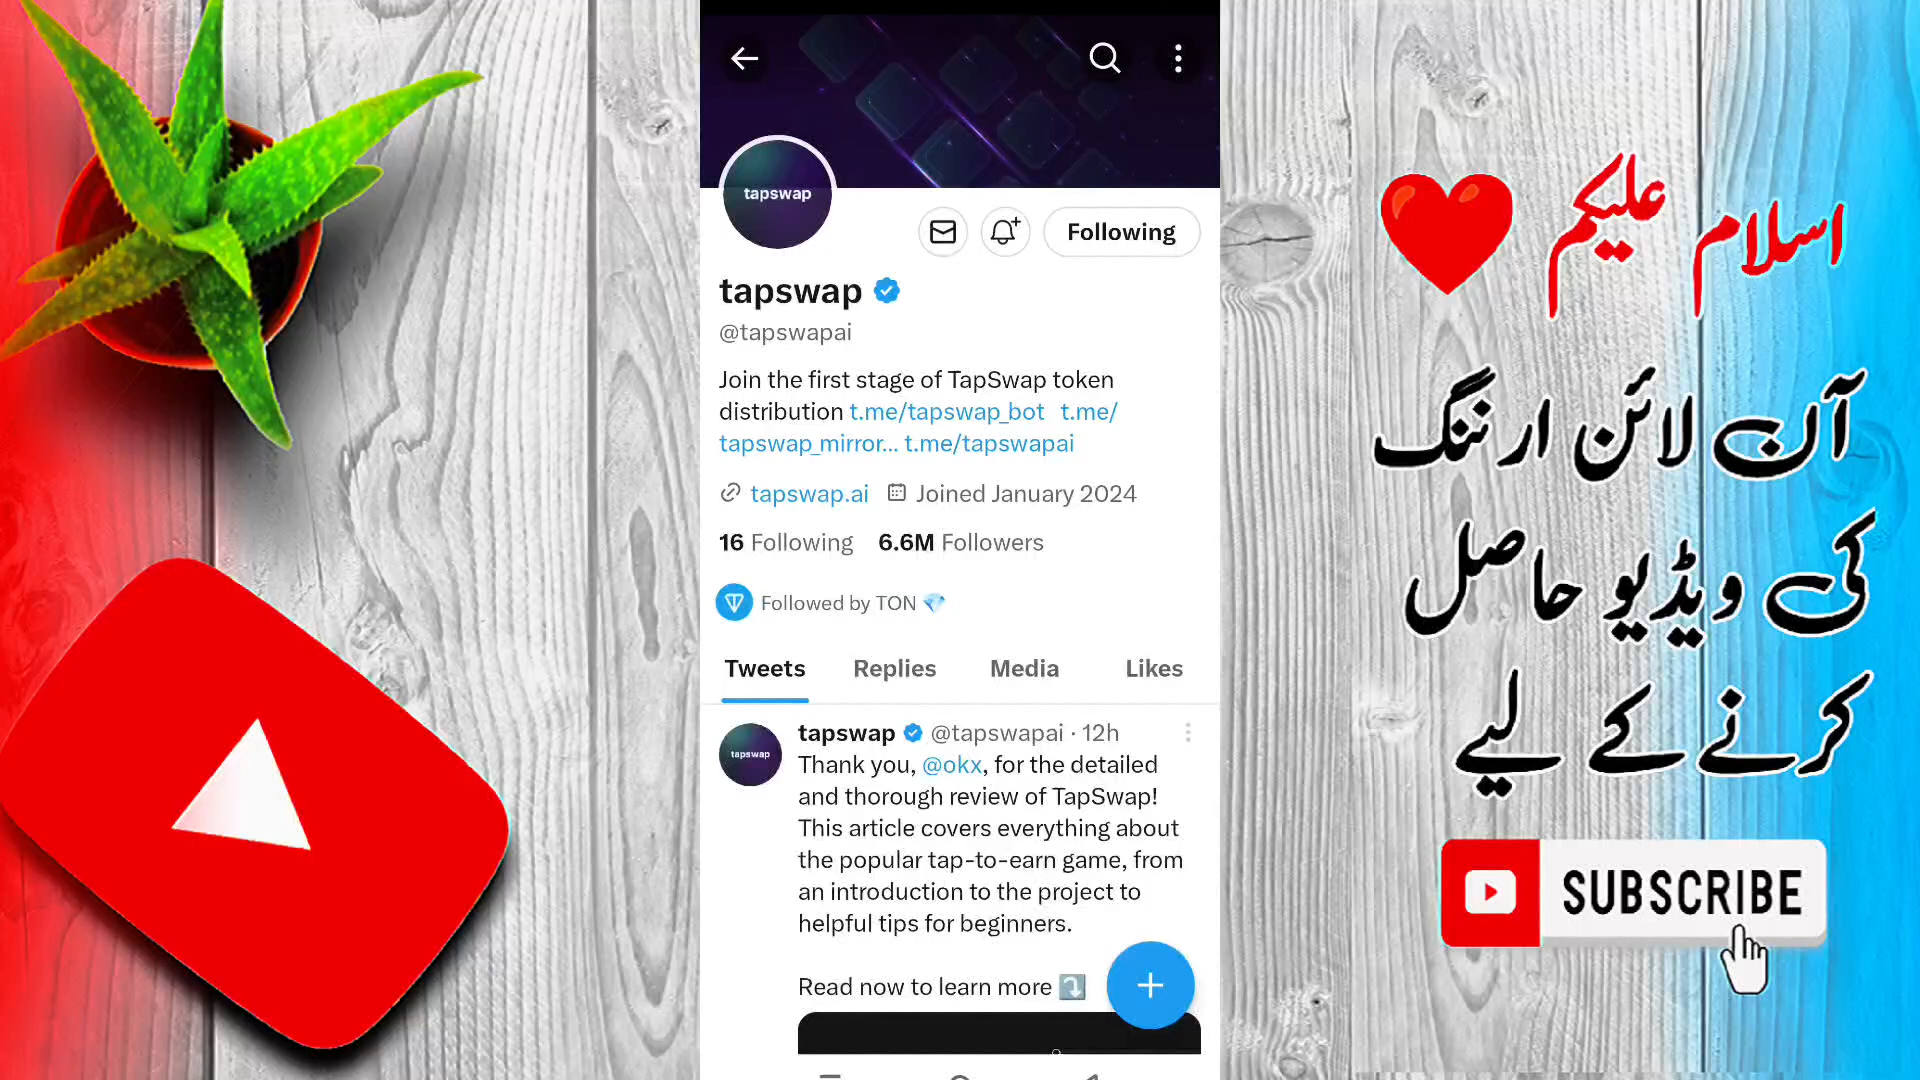 tapswap
Following
tapswap
@tapswapai
Join the first stage of TapSwap token
distribution t.me/tapswap_bot t.me/
tapswap_mirror... t.me/tapswapai
tapswap.ai Joined January 2024
16 Following 6.6M Followers
Followed by TON 💎
Tweets Replies Media Likes
tapswap
tapswap @tapswapai · 12h
Thank you, @okx, for the detailed
and thorough review of TapSwap!
This article covers everything about
the popular tap-to-earn game, from
an introduction to the project to
helpful tips for beginners.
Read now to learn more ⤵️
اسلام علیکم
آن لائن ارننگ
کی ویڈیو حاصل
کرنے کے لیے
SUBSCRIBE